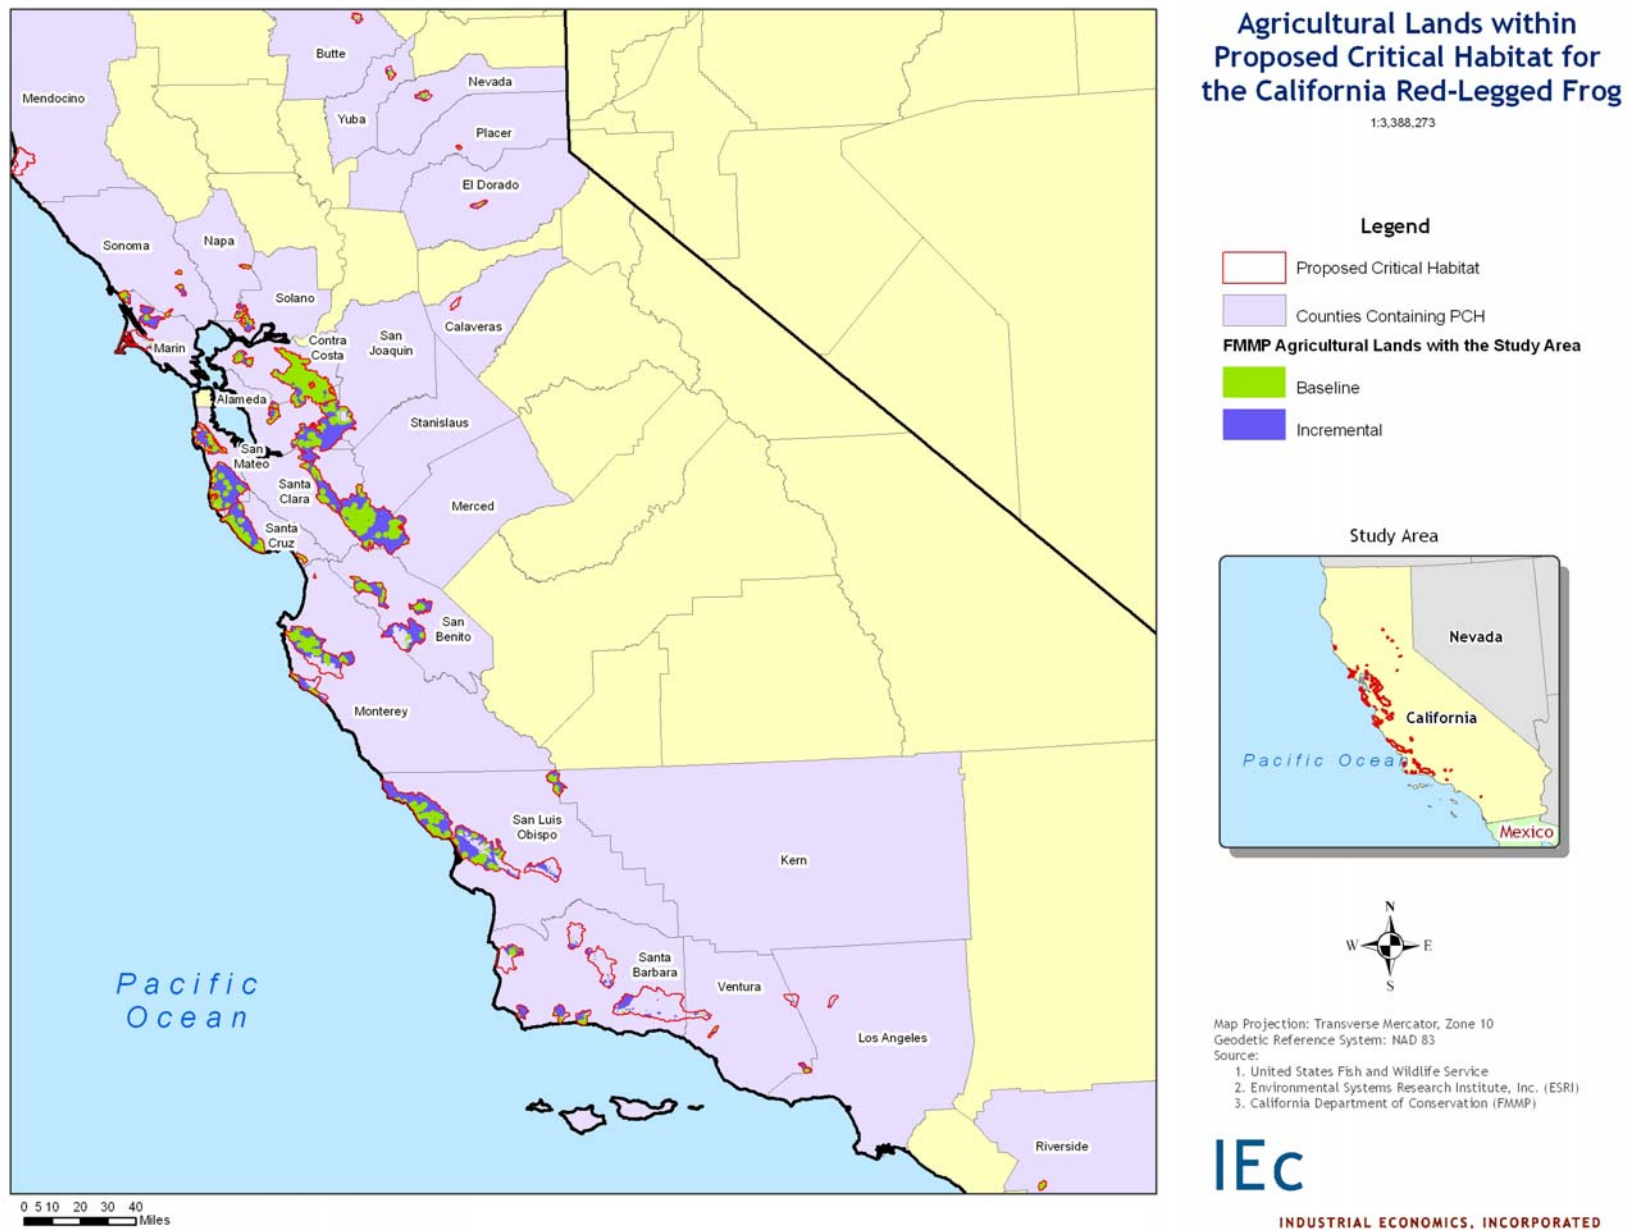 Agricultural Lands within
Proposed Critical Habitat for
the California Red-Legged Frog
1:3,388,273
Legend
Proposed Critical Habitat
Counties Containing PCH
FMMP Agricultural Lands with the Study Area
Baseline
Incremental
Butte
Nevada
Mendocino
Yuba
Placer
El Dorado
Sonoma
Napa
Solano
Calaveras
Marin
Contra
Costa
San
Joaquin
Alameda
Stanislaus
San
Mateo
Santa
Clara
Merced
Santa
Cruz
San
Benito
Monterey
San Luis
Obispo
Kern
Santa
Barbara
Ventura
Los Angeles
Riverside
Pacific
Ocean
0 5 10 20 30 40
Miles
Study Area
Nevada
California
Pacific Ocean
Mexico
N
W E
S
Map Projection: Transverse Mercator, Zone 10
Geodetic Reference System: NAD 83
Source:
1. United States Fish and Wildlife Service
2. Environmental Systems Research Institute, Inc. (ESRI)
3. California Department of Conservation (FMMP)
IEc
INDUSTRIAL ECONOMICS, INCORPORATED